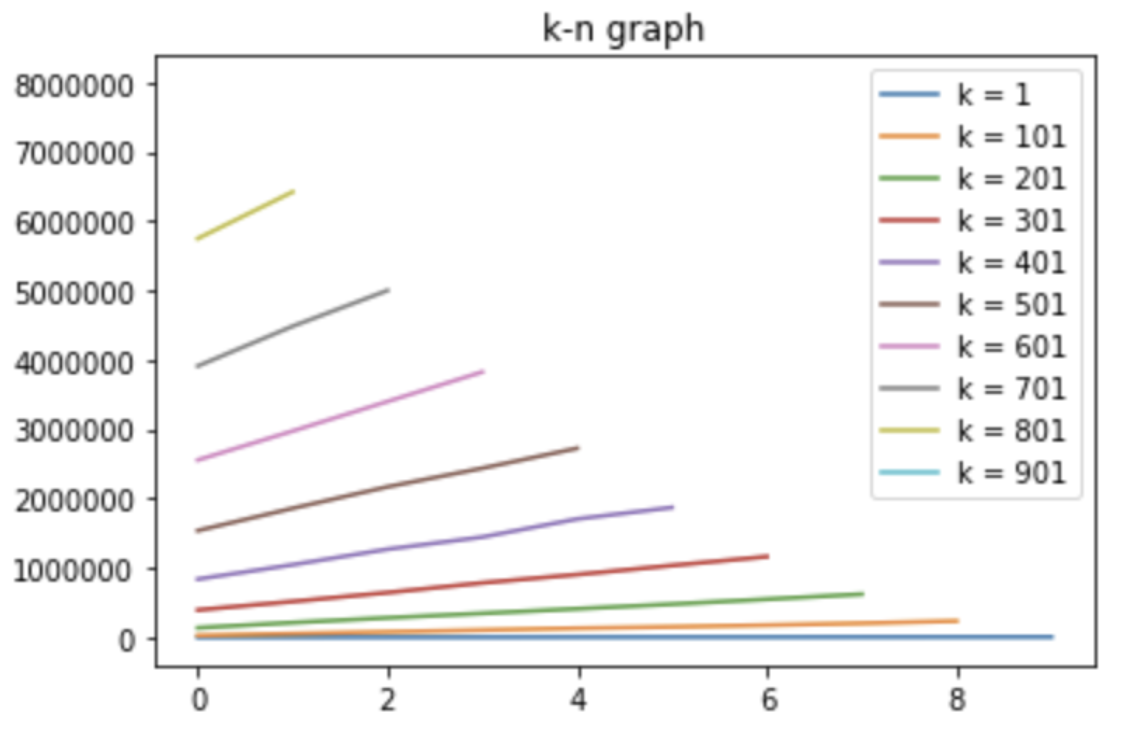 k-n graph
8000000
7000000
6000000
5000000
4000000
3000000
2000000
1000000
0
0 2 4 6 8
k = 1
k = 101
k = 201
k = 301
k = 401
k = 501
k = 601
k = 701
k = 801
k = 901